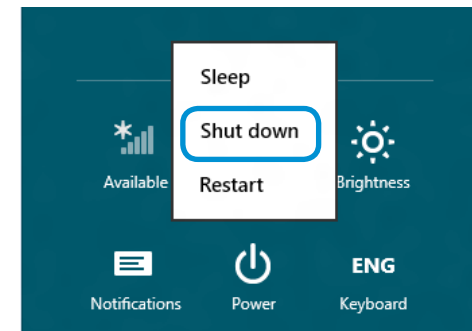 Sleep
Shut down
Restart
Available
Brightness
ENG
Notifications
Power
Keyboard